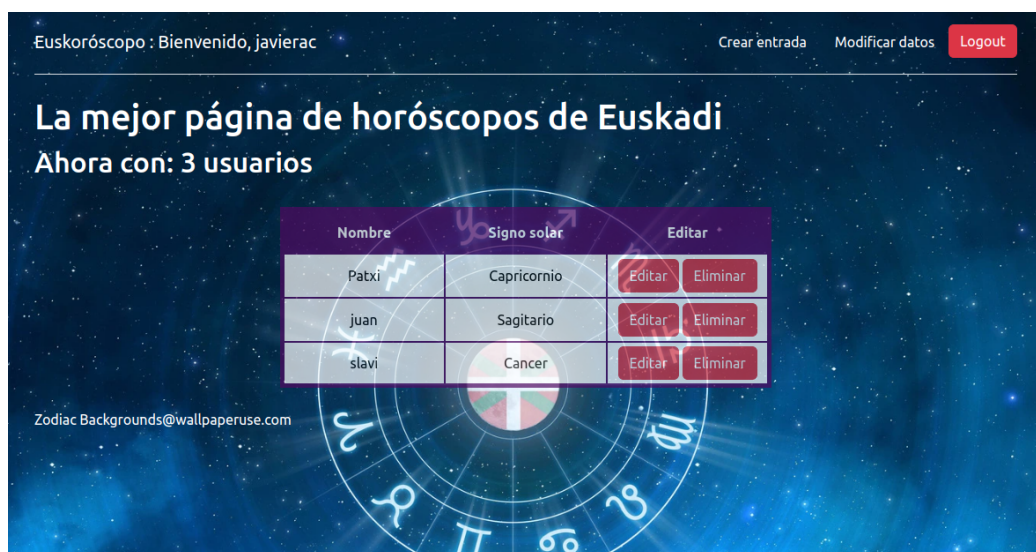 Euskoróscopo : Bienvenido, javierac Crear entrada Modificar datos Logout
La mejor página de horóscopos de Euskadi
Ahora con: 3 usuarios
Nombre Signo solar Editar
Patxi Capricornio Editar Eliminar
juan Sagitario Editar Eliminar
slavi Cancer Editar Eliminar
Zodiac Backgrounds@wallpaperuse.com